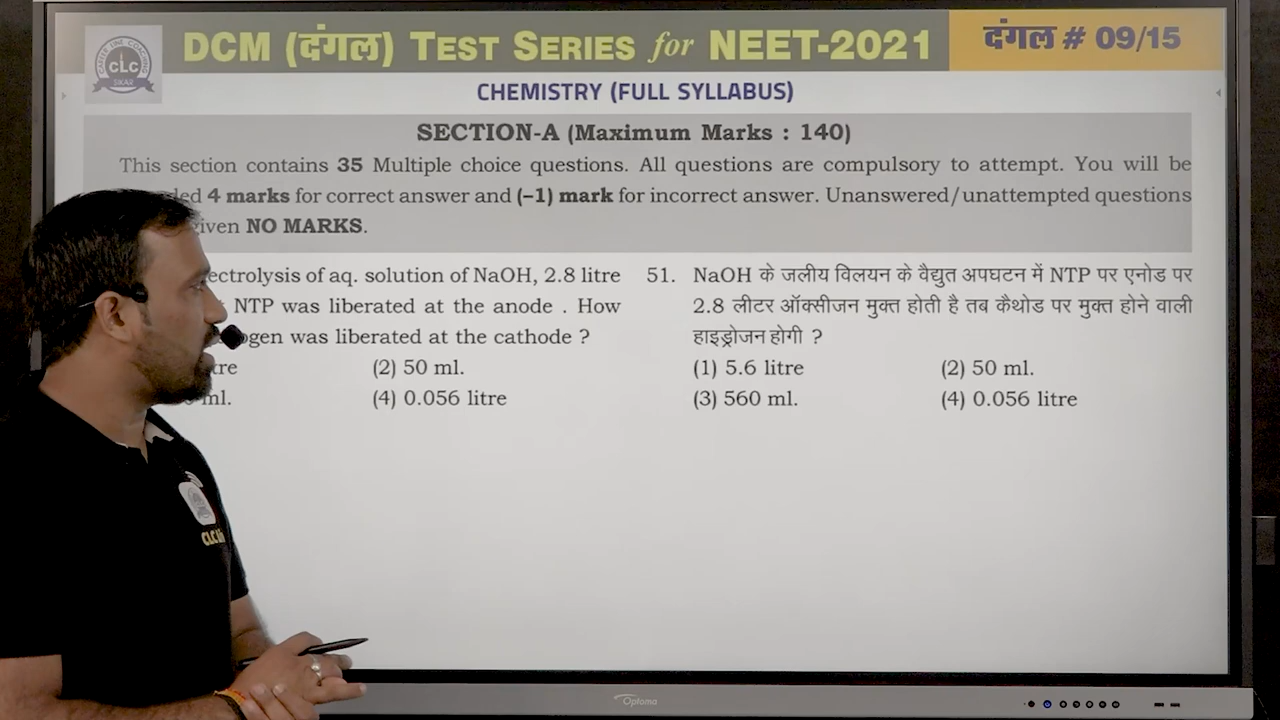 DCM (दंगल) TEST SERIES for NEET-2021
दंगल # 09/15
CLC
SIKAR
CHEMISTRY (FULL SYLLABUS)
SECTION-A (Maximum Marks : 140)
This section contains 35 Multiple choice questions. All questions are compulsory to attempt. You will be
4 marks for correct answer and (−1) mark for incorrect answer. Unanswered/unattempted questions
given NO MARKS.
of aq. solution of NaOH, 2.8 litre
NTP was liberated at the anode . How
was liberated at the cathode ?
(2) 50 ml.
ml.
(4) 0.056 litre
51. NaOH के जलीय विलयन के वैद्युत अपघटन में NTP पर एनोड पर
2.8 लीटर ऑक्सीजन मुक्त होती है तब कैथोड पर मुक्त होने वाली
हाइड्रोजन होगी ?
(1) 5.6 litre
(2) 50 ml.
(3) 560 ml.
(4) 0.056 litre
Optoma